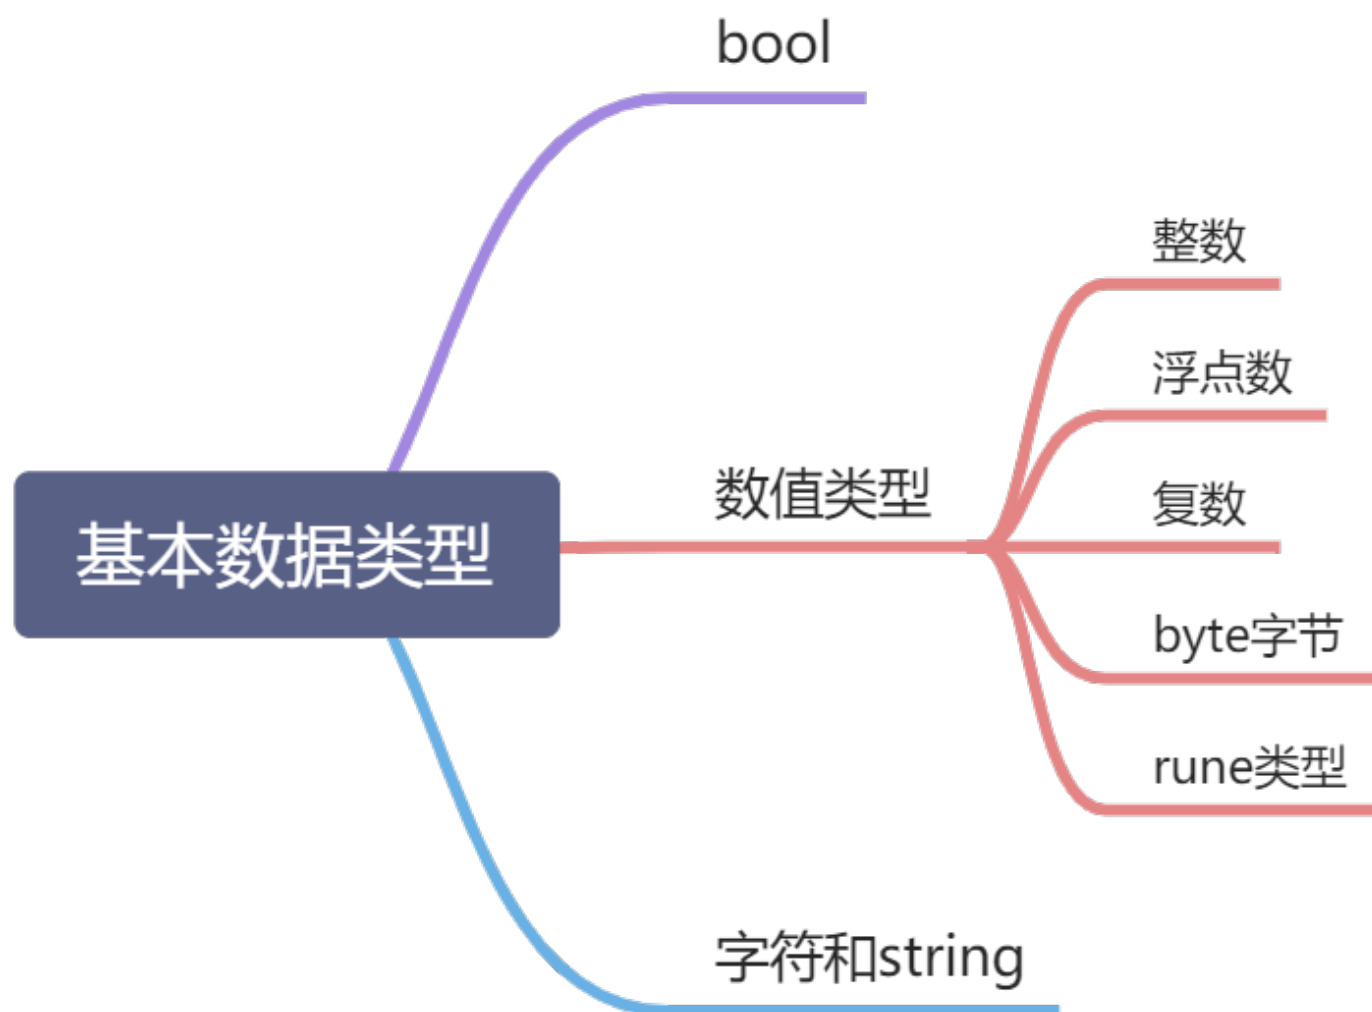 bool
整数
浮点数
数值类型
复数
基本数据类型
byte字节
rune类型
字符和string